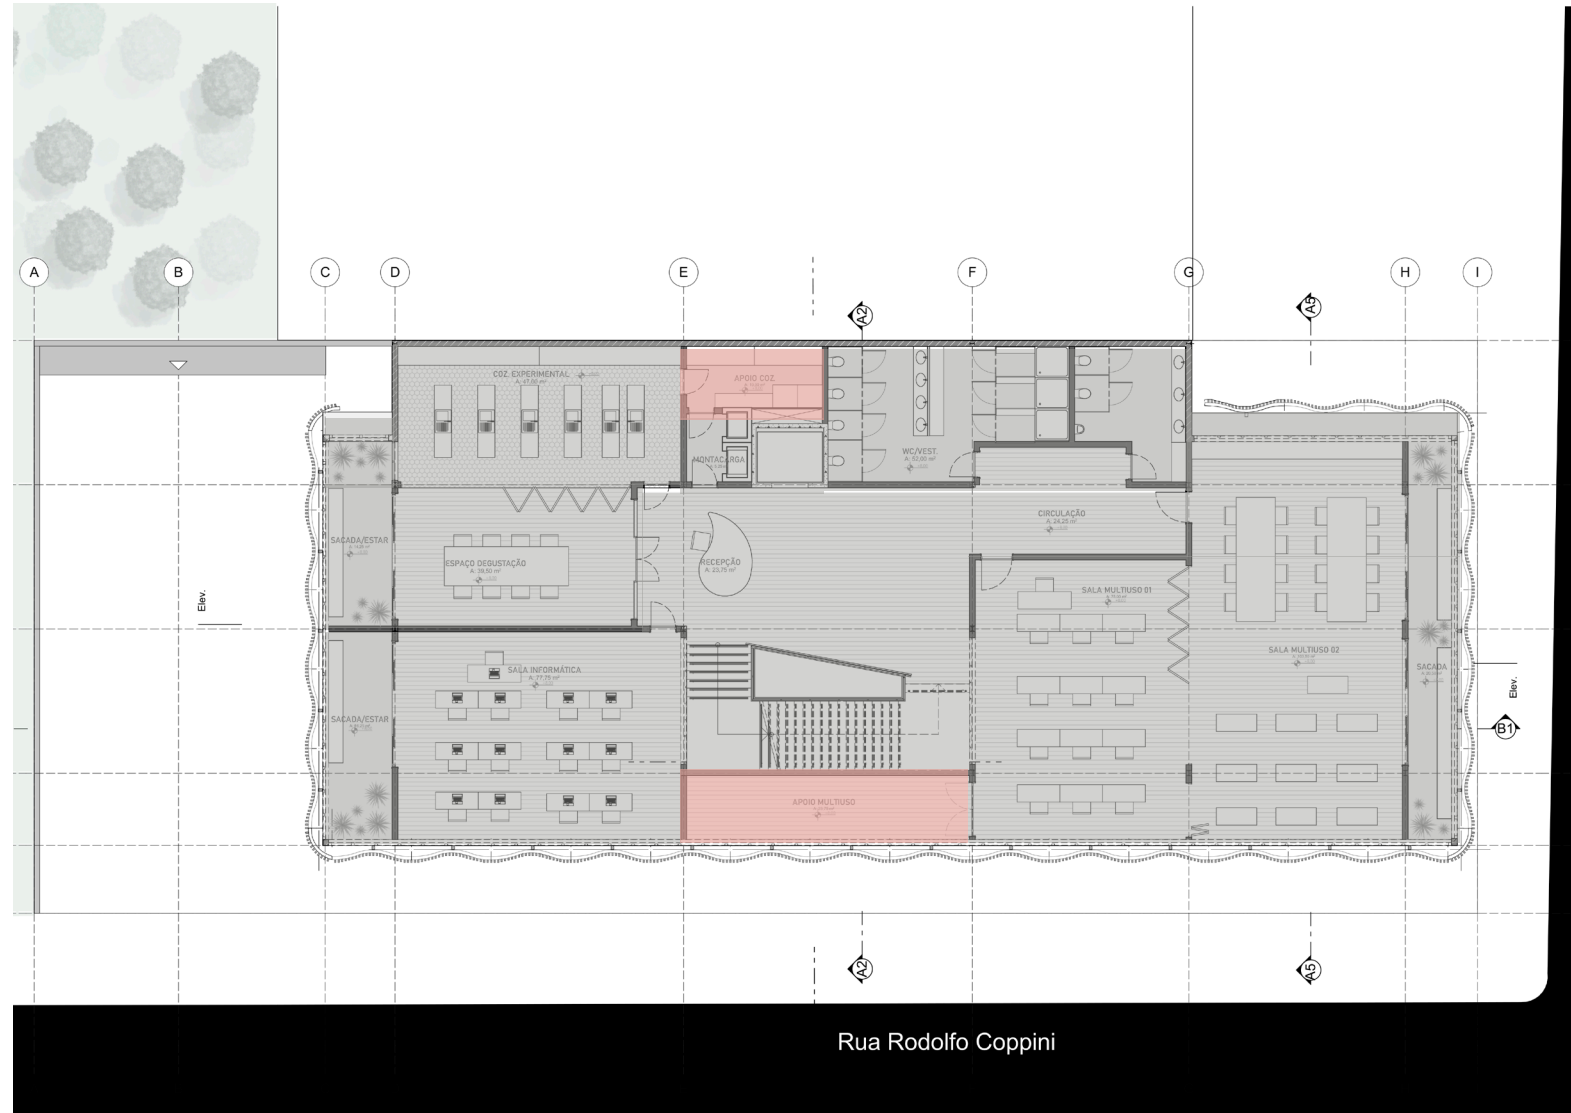 A
B
C
D
E
F
G
H
I
A2
A5
COZ. EXPERIMENTAL
A: 67,00 m²
APOIO COZ.
MONTACARGA
WC/VEST.
A: 52,00 m²
CIRCULAÇÃO
A: 24,25 m²
SACADA/ESTAR
ESPAÇO DEGUSTAÇÃO
A: 39,50 m²
RECEPÇÃO
A: 23,75 m²
SALA MULTIUSO 01
Elev.
SALA MULTIUSO 02
SALA INFORMÁTICA
A: 77,75 m²
SACADA
Elev.
SACADA/ESTAR
B1
APOIO MULTIUSO
A2
A5
Rua Rodolfo Coppini